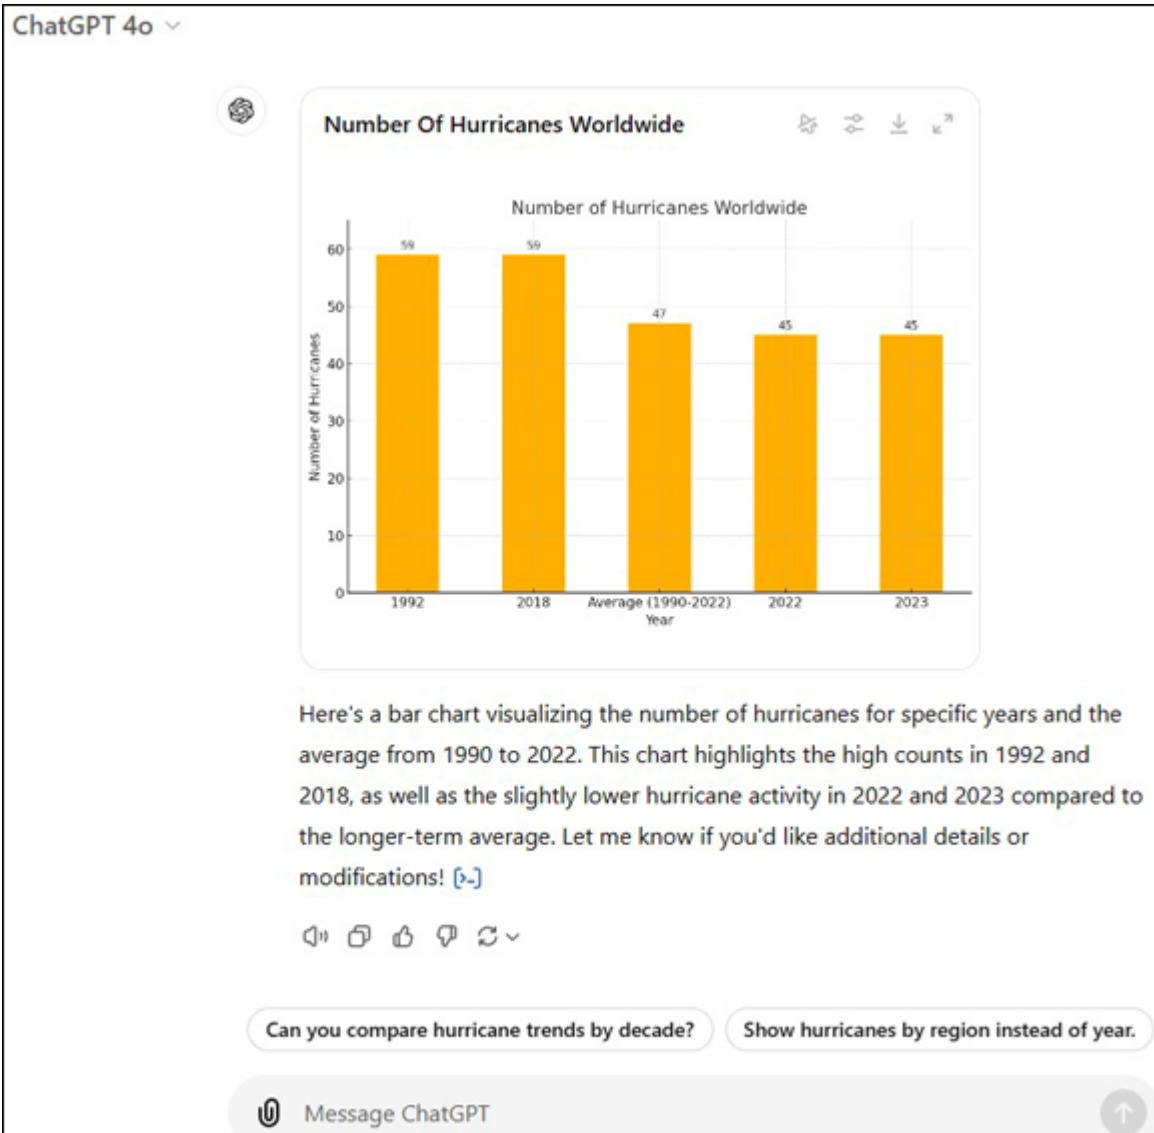 ChatGPT 4o
Number Of Hurricanes Worldwide
Number of Hurricanes Worldwide
Number of Hurricanes
60
50
40
30
20
10
0
59
59
47
45
45
1992
2018
Average (1990-2022)
2022
2023
Year
Here's a bar chart visualizing the number of hurricanes for specific years and the
average from 1990 to 2022. This chart highlights the high counts in 1992 and
2018, as well as the slightly lower hurricane activity in 2022 and 2023 compared to
the longer-term average. Let me know if you'd like additional details or
modifications! [>-]
Can you compare hurricane trends by decade?
Show hurricanes by region instead of year.
Message ChatGPT